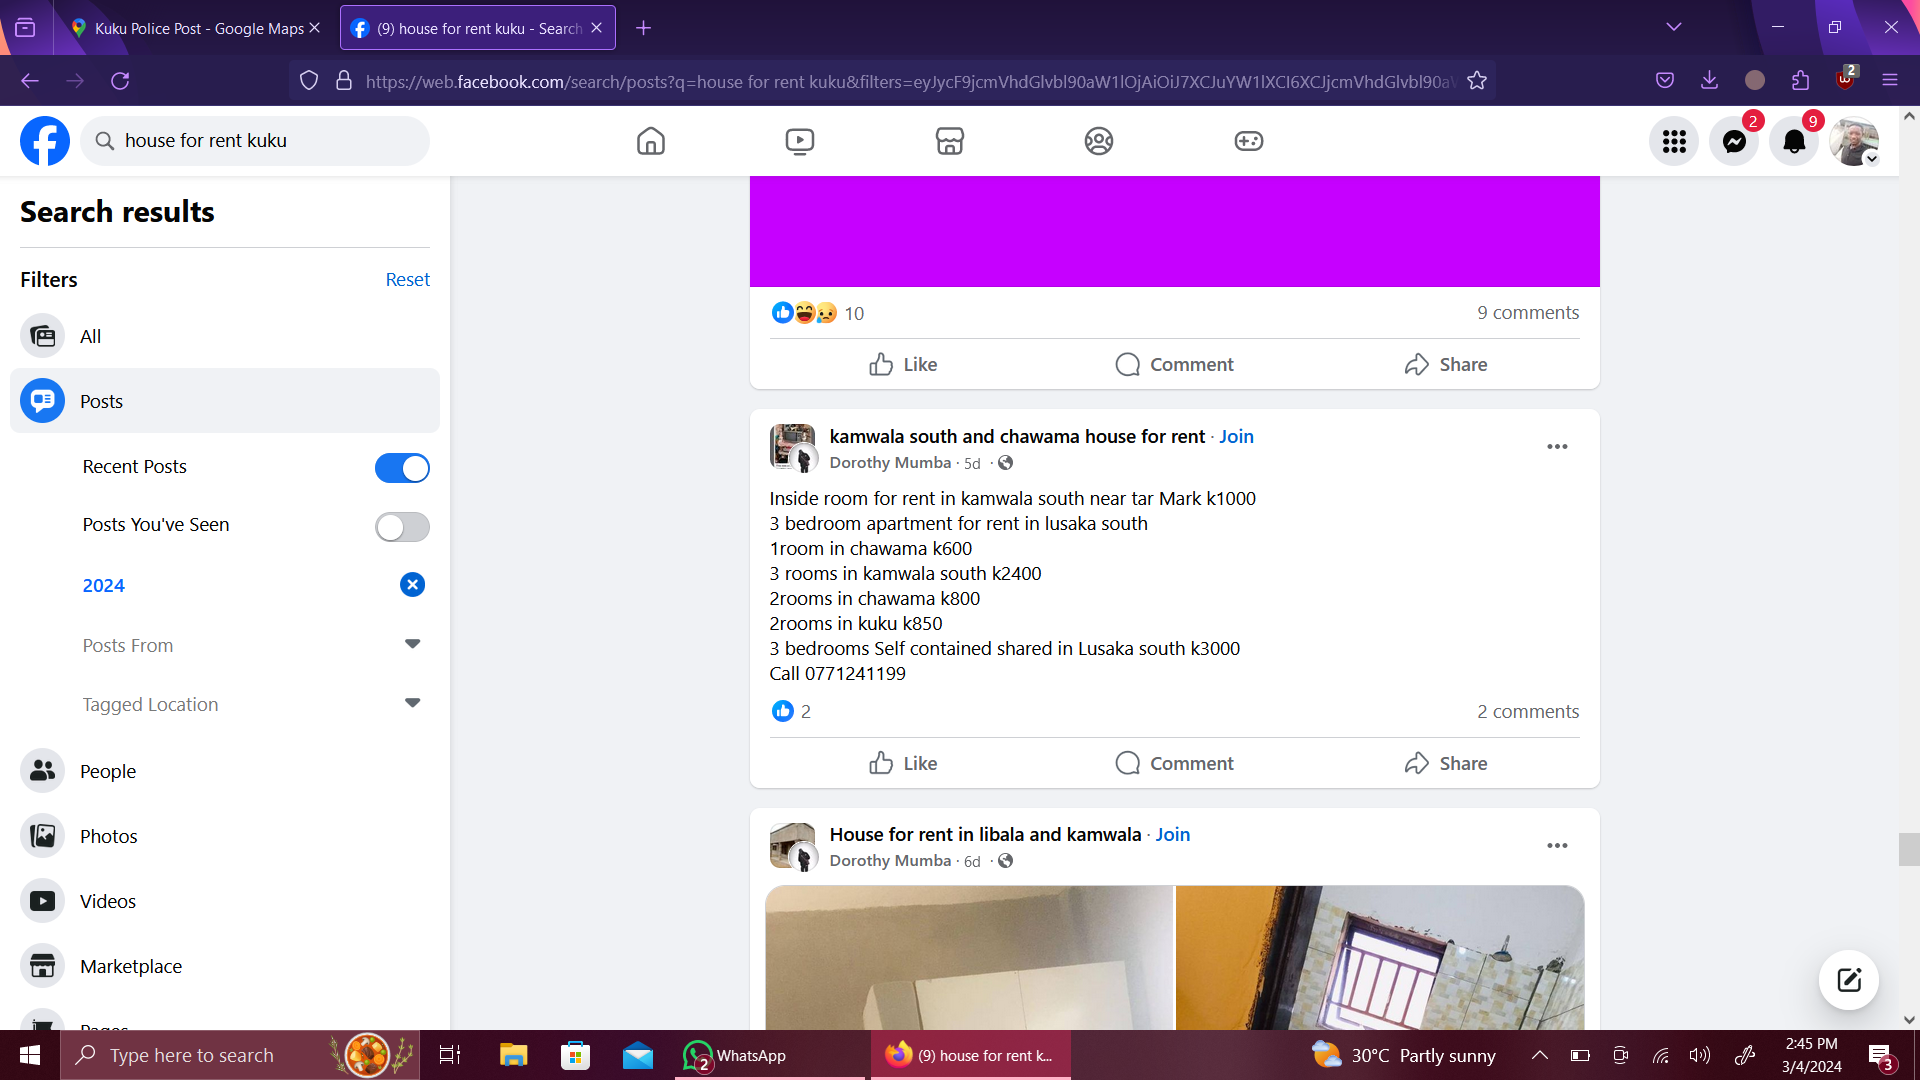 Kuku Police Post - Google Maps
(9) house for rent kuku - Search
https://web.facebook.com/search/posts?q=house for rent kuku&filters=eyJycF9jcmVhdGlvbl90aW1lOjAiOiJ7XCJuYW1lXCI6XCJjcmVhdGlvbl90aW
2
house for rent kuku
2
9
Search results
Filters
Reset
All
Posts
Recent Posts
Posts You've Seen
2024
Posts From
Tagged Location
People
Photos
Videos
Marketplace
Pages
10
9 comments
Like
Comment
Share
kamwala south and chawama house for rent · Join
Dorothy Mumba · 5d ·
Inside room for rent in kamwala south near tar Mark k1000
3 bedroom apartment for rent in lusaka south
1room in chawama k600
3 rooms in kamwala south k2400
2rooms in chawama k800
2rooms in kuku k850
3 bedrooms Self contained shared in Lusaka south k3000
Call 0771241199
2
2 comments
Like
Comment
Share
House for rent in libala and kamwala · Join
Dorothy Mumba · 6d ·
Type here to search
2
WhatsApp
(9) house for rent k...
30°C Partly sunny
2:45 PM
3/4/2024
3